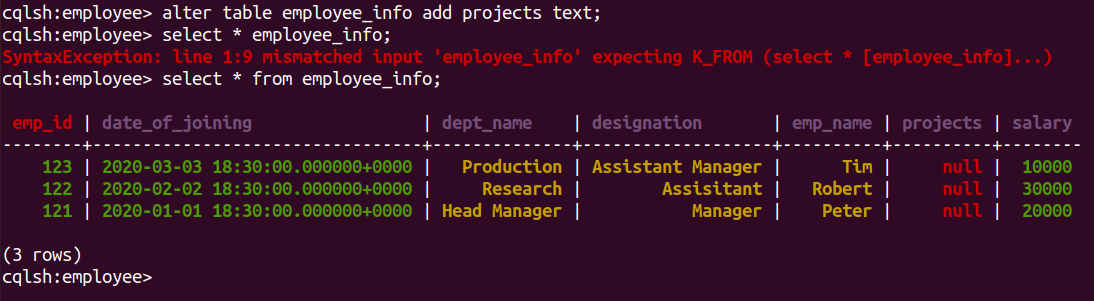 cqlsh:employee> alter table employee_info add projects text;
cqlsh:employee> select * employee_info;
SyntaxException: line 1:9 mismatched input 'employee_info' expecting K_FROM (select * [employee_info]...)
cqlsh:employee> select * from employee_info;
emp_id | date_of_joining | dept_name | designation | emp_name | projects | salary
--------+---------------------------------+--------------+-------------------+----------+----------+--------
123 | 2020-03-03 18:30:00.000000+0000 | Production | Assistant Manager | Tim | null | 10000
122 | 2020-02-02 18:30:00.000000+0000 | Research | Assisitant | Robert | null | 30000
121 | 2020-01-01 18:30:00.000000+0000 | Head Manager | Manager | Peter | null | 20000
(3 rows)
cqlsh:employee>